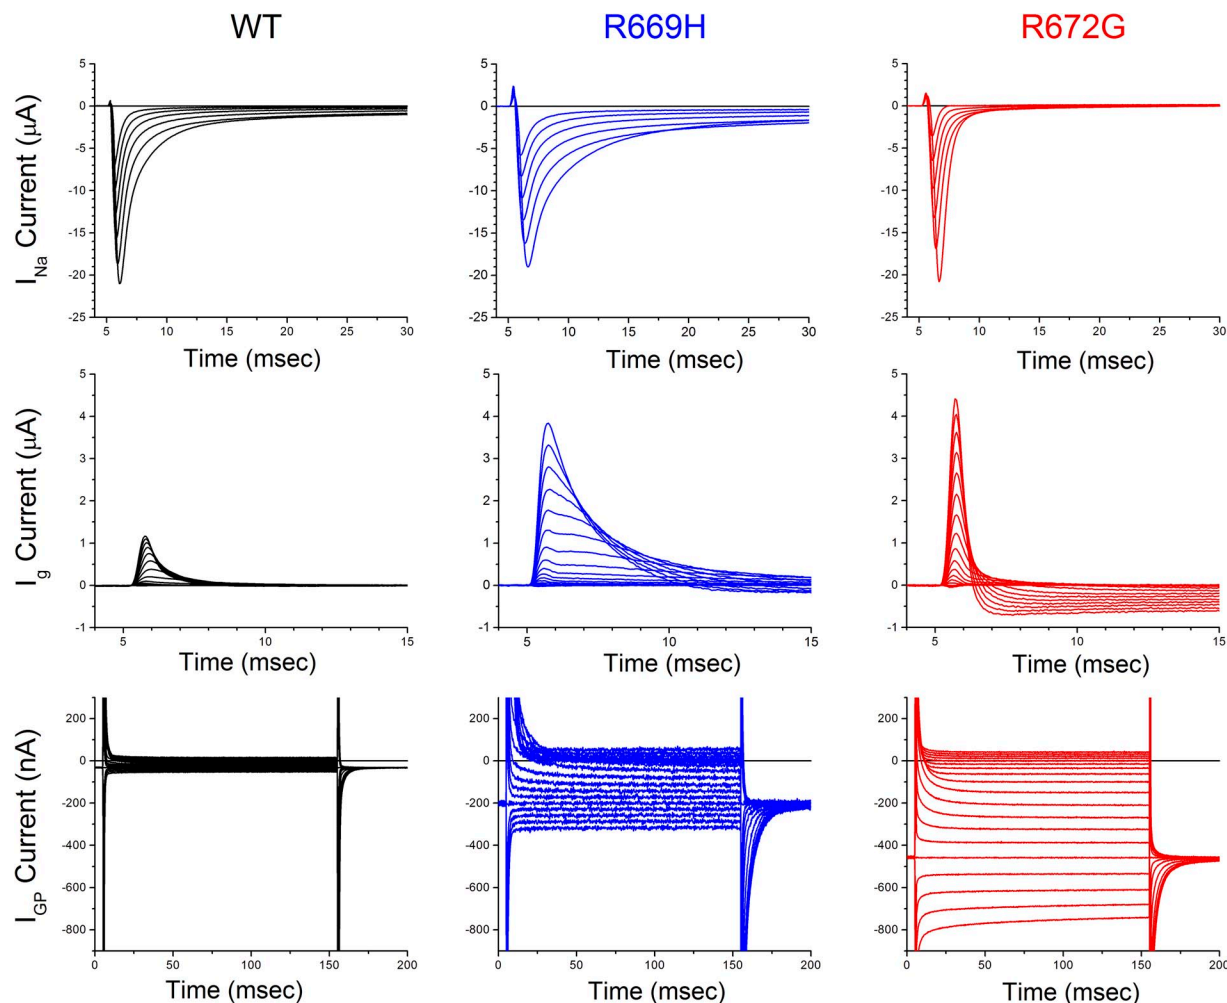 WT R669H R672G
I_Na Current (μA)
5
0
-5
-10
-15
-20
-25
5 10 15 20 25 30
Time (msec)
5
0
-5
-10
-15
-20
-25
5 10 15 20 25 30
Time (msec)
5
0
-5
-10
-15
-20
-25
5 10 15 20 25 30
Time (msec)
I_g Current (μA)
5
4
3
2
1
0
-1
5 10 15
Time (msec)
5
4
3
2
1
0
-1
5 10 15
Time (msec)
5
4
3
2
1
0
-1
5 10 15
Time (msec)
I_GP Current (nA)
200
0
-200
-400
-600
-800
0 50 100 150 200
Time (msec)
200
0
-200
-400
-600
-800
0 50 100 150 200
Time (msec)
200
0
-200
-400
-600
-800
0 50 100 150 200
Time (msec)